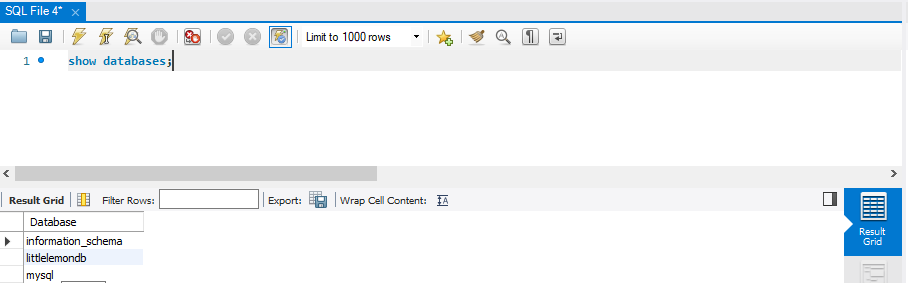 SQL File 4*
Limit to 1000 rows
1 show databases;
Result Grid Filter Rows: Export: Wrap Cell Content:
Database
information_schema
littlelemondb
mysql
Result
Grid